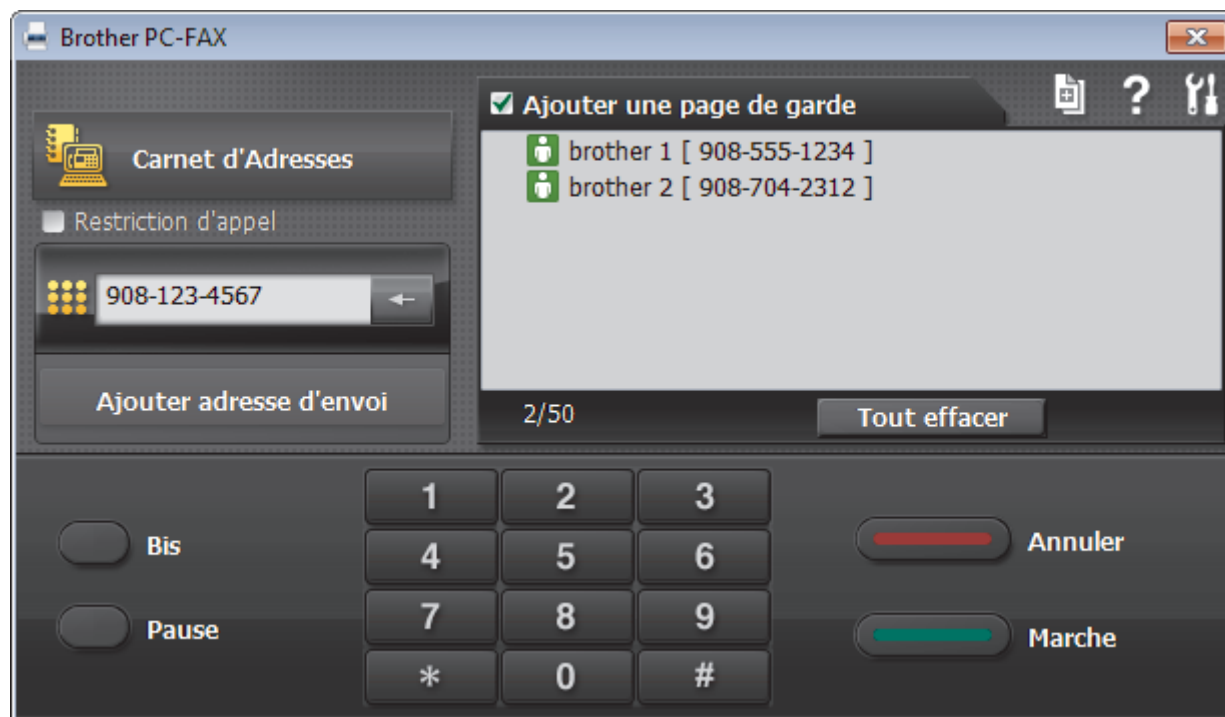 Brother PC-FAX
Ajouter une page de garde
?
Carnet d'Adresses
brother 1 [ 908-555-1234 ]
brother 2 [ 908-704-2312 ]
Restriction d'appel
908-123-4567
Ajouter adresse d'envoi
2/50
Tout effacer
1 2 3
Bis
4 5 6
Annuler
Pause
7 8 9
Marche
* 0 #